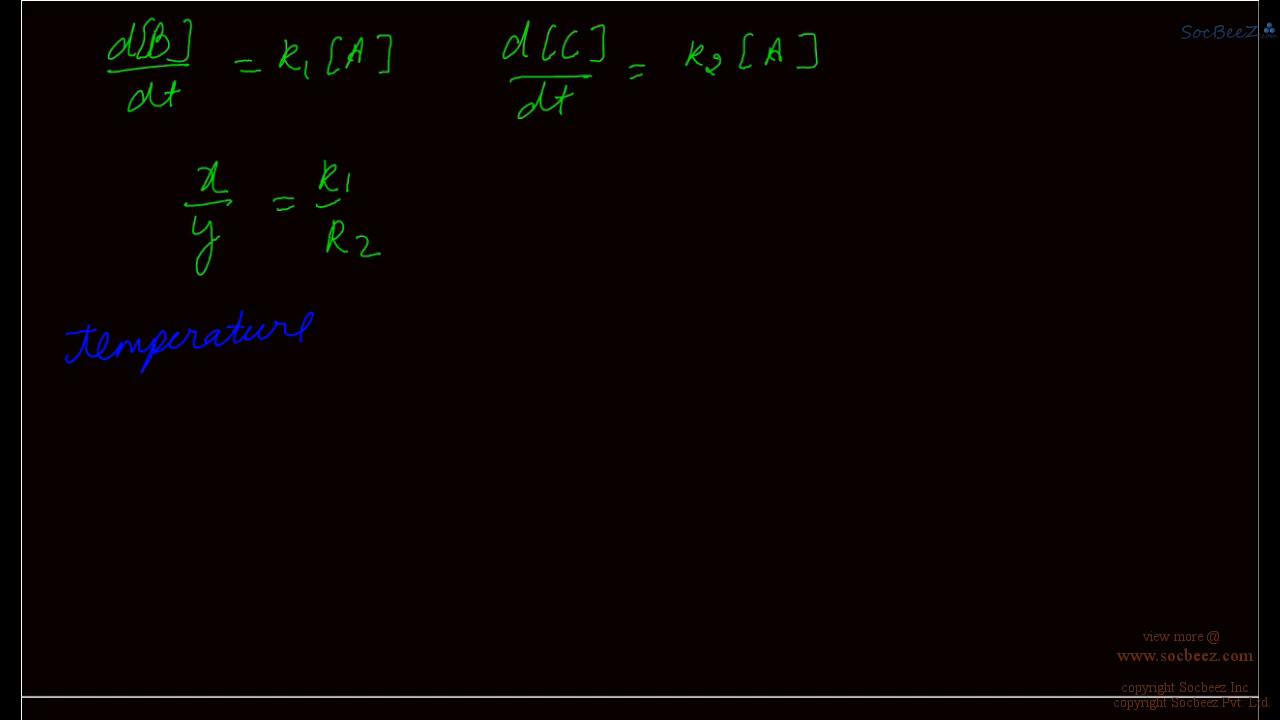 d[B]/dt = k₁[A] d[C]/dt = k₂[A]
x/y = k₁/k₂
temperature
SocBeeZ.com
view more @
www.socbeez.com
copyright Socbeez Inc
copyright Socbeez Pvt Ltd